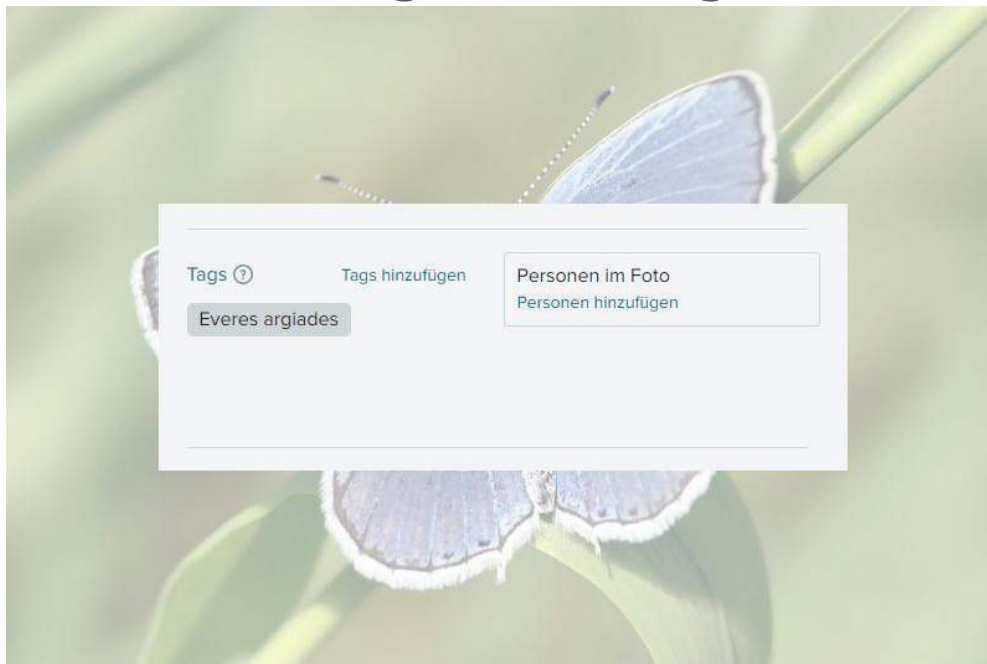 Tags ?
Tags hinzufügen
Everes argiades
Personen im Foto
Personen hinzufügen